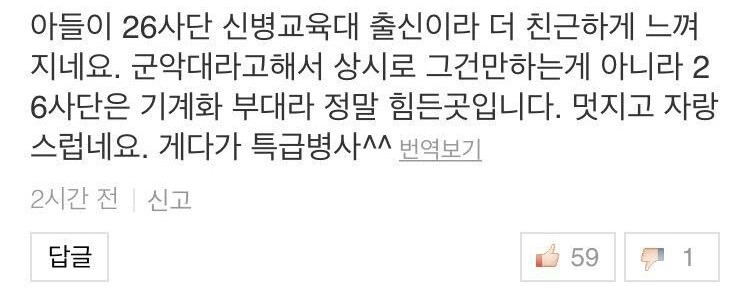 아들이 26사단 신병교육대 출신이라 더 친근하게 느껴
지네요. 군악대라고해서 상시로 그건만하는게 아니라 2
6사단은 기계화 부대라 정말 힘든곳입니다. 멋지고 자랑
스럽네요. 게다가 특급병사^^ 번역보기
2시간 전 | 신고
답글 59 1